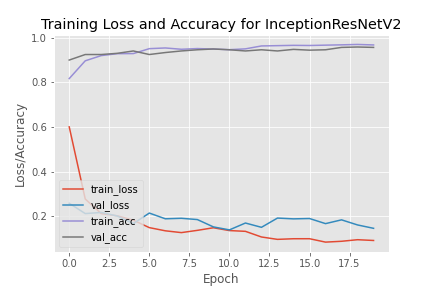 Training Loss and Accuracy for InceptionResNetV2
1.0
0.8
0.6
0.4
0.2
Loss/Accuracy
train_loss
val_loss
train_acc
val_acc
0.0 2.5 5.0 7.5 10.0 12.5 15.0 17.5
Epoch